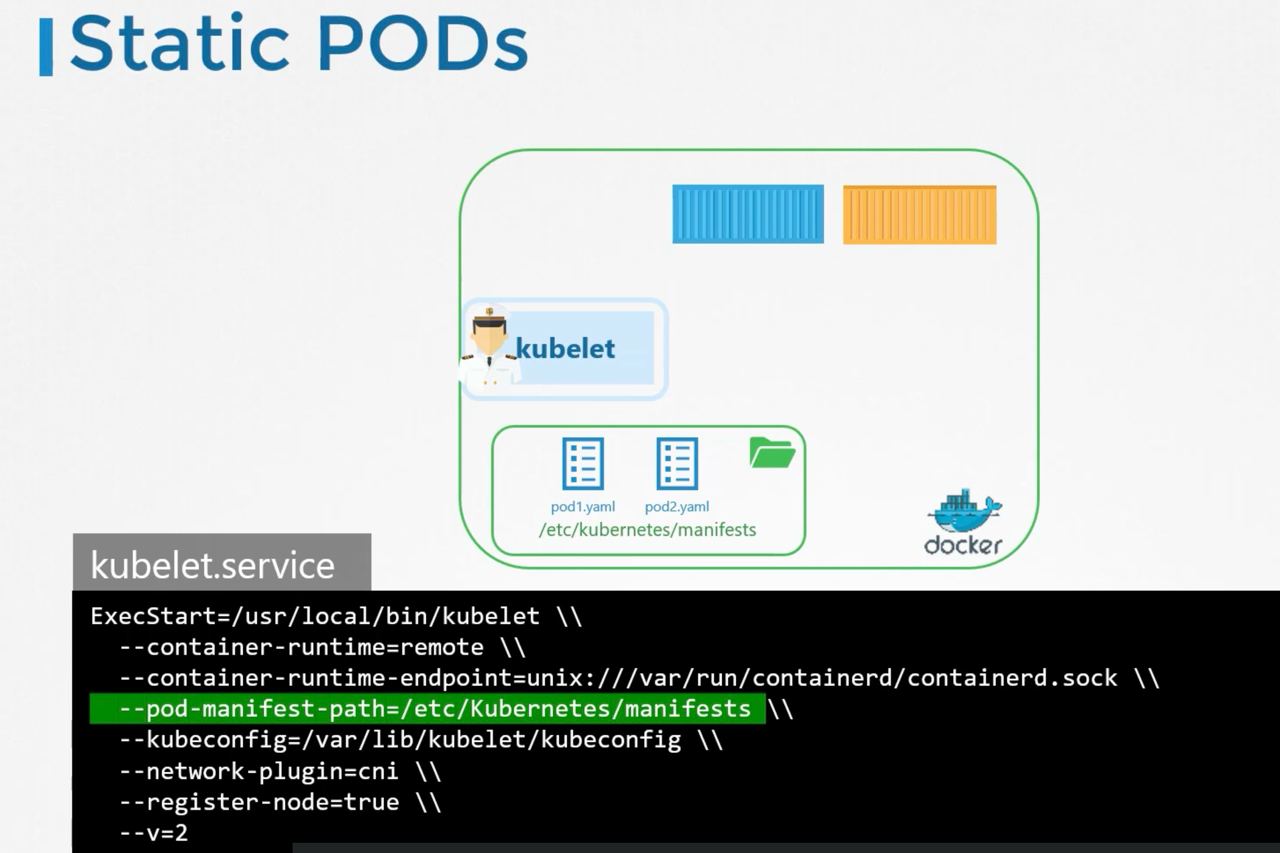 Static PODs
kubelet
pod1.yaml
pod2.yaml
/etc/kubernetes/manifests
docker
kubelet.service
ExecStart=/usr/local/bin/kubelet \\
--container-runtime=remote \\
--container-runtime-endpoint=unix:///var/run/containerd/containerd.sock \\
--pod-manifest-path=/etc/Kubernetes/manifests \\
--kubeconfig=/var/lib/kubelet/kubeconfig \\
--network-plugin=cni \\
--register-node=true \\
--v=2